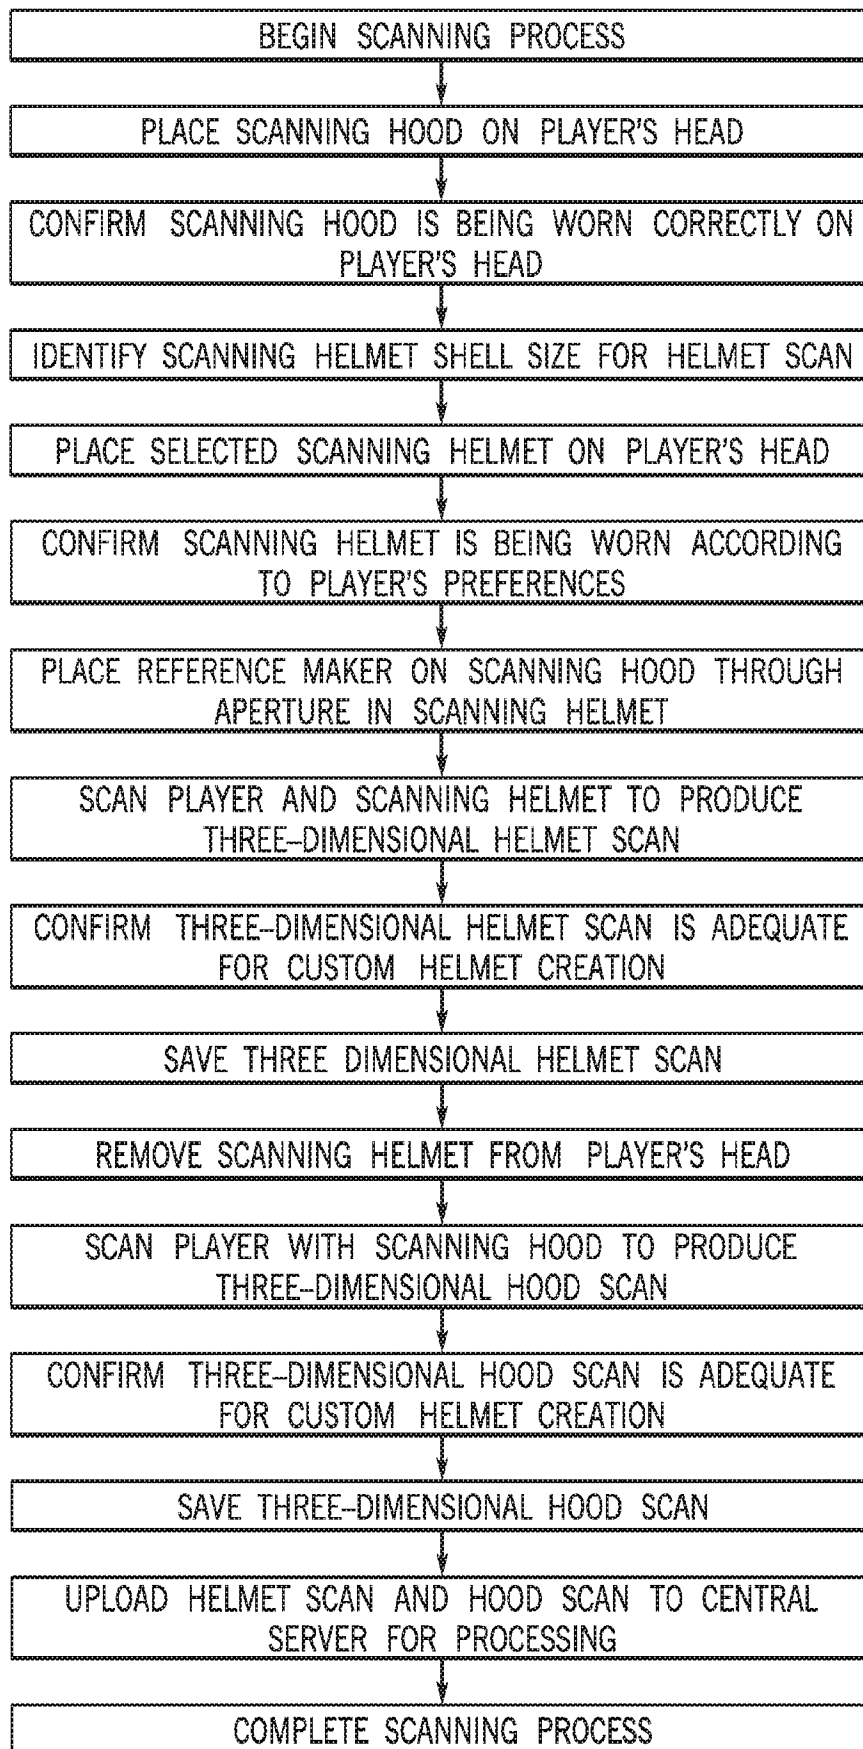 BEGIN SCANNING PROCESS
PLACE SCANNING HOOD ON PLAYER'S HEAD
CONFIRM SCANNING HOOD IS BEING WORN CORRECTLY ON
PLAYER'S HEAD
IDENTIFY SCANNING HELMET SHELL SIZE FOR HELMET SCAN
PLACE SELECTED SCANNING HELMET ON PLAYER'S HEAD
CONFIRM SCANNING HELMET IS BEING WORN ACCORDING
TO PLAYER'S PREFERENCES
PLACE REFERENCE MAKER ON SCANNING HOOD THROUGH
APERTURE IN SCANNING HELMET
SCAN PLAYER AND SCANNING HELMET TO PRODUCE
THREE-DIMENSIONAL HELMET SCAN
CONFIRM THREE-DIMENSIONAL HELMET SCAN IS ADEQUATE
FOR CUSTOM HELMET CREATION
SAVE THREE DIMENSIONAL HELMET SCAN
REMOVE SCANNING HELMET FROM PLAYER'S HEAD
SCAN PLAYER WITH SCANNING HOOD TO PRODUCE
THREE-DIMENSIONAL HOOD SCAN
CONFIRM THREE-DIMENSIONAL HOOD SCAN IS ADEQUATE
FOR CUSTOM HELMET CREATION
SAVE THREE-DIMENSIONAL HOOD SCAN
UPLOAD HELMET SCAN AND HOOD SCAN TO CENTRAL
SERVER FOR PROCESSING
COMPLETE SCANNING PROCESS